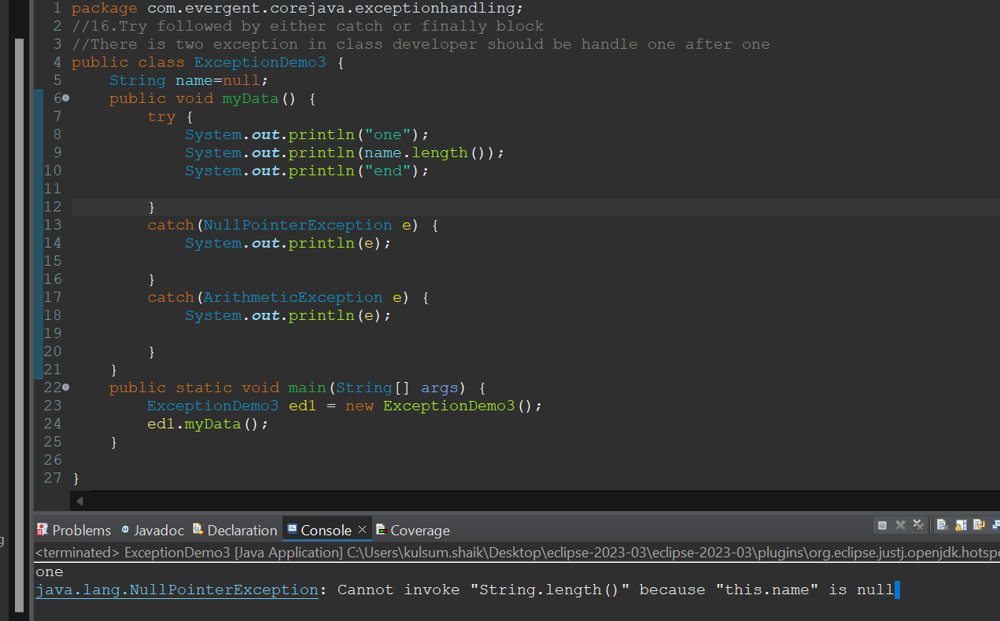 1 package com.evergent.corejava.exceptionhandling;
2 //16.Try followed by either catch or finally block
3 //There is two exception in class developer should be handle one after one
4 public class ExceptionDemo3 {
5     String name=null;
6     public void myData() {
7         try {
8             System.out.println("one");
9             System.out.println(name.length());
10             System.out.println("end");
11
12         }
13         catch(NullPointerException e) {
14             System.out.println(e);
15
16         }
17         catch(ArithmeticException e) {
18             System.out.println(e);
19
20         }
21     }
22     public static void main(String[] args) {
23         ExceptionDemo3 ed1 = new ExceptionDemo3();
24         ed1.myData();
25     }
26
27 }
Problems @ Javadoc Declaration Console × Coverage
<terminated> ExceptionDemo3 [Java Application] C:\Users\kulsum.shaik\Desktop\eclipse-2023-03\eclipse-2023-03\plugins\org.eclipse.justj.openjdk.hotspo
one
java.lang.NullPointerException: Cannot invoke "String.length()" because "this.name" is null